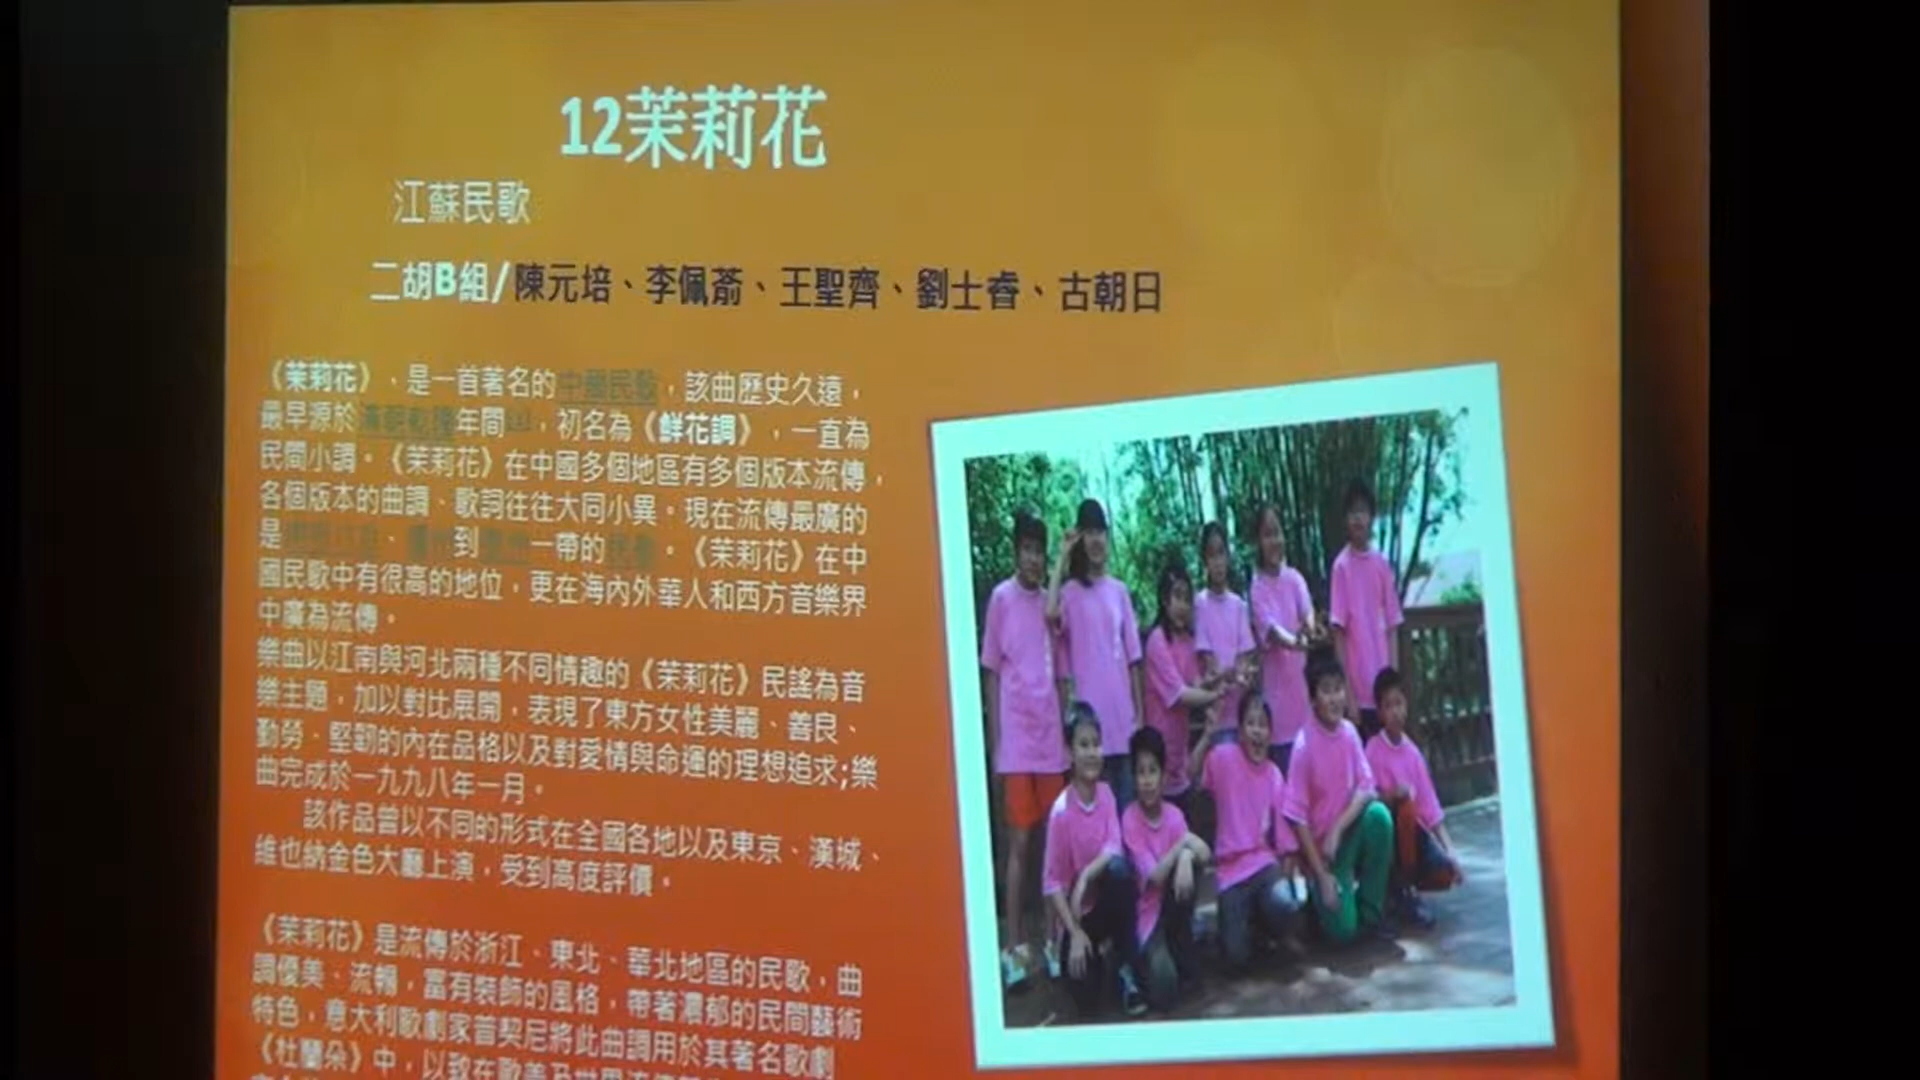 12茉莉花
江蘇民歌
二胡B組/陳元培、李佩蓊、王聖齊、劉士睿、古朝日
《茉莉花》、是一首著名的中國民歌，該曲歷史久遠，
最早源於清朝乾隆年間，初名為《鮮花調》，一直為
民間小調。《茉莉花》在中國多個地區有多個版本流傳，
各個版本的曲調、歌詞往往大同小異。現在流傳最廣的
是、到一帶的。《茉莉花》在中
國民歌中有很高的地位，更在海內外華人和西方音樂界
中廣為流傳。
樂曲以江南與河北兩種不同情趣的《茉莉花》民謠為音
樂主題，加以對比展開，表現了東方女性美麗、善良、
勤勞、堅韌的內在品格以及對愛情與命運的理想追求;樂
曲完成於一九九八年一月。
該作品曾以不同的形式在全國各地以及東京、漢城、
維也納金色大廳上演，受到高度評價。
《茉莉花》是流傳於浙江、東北、華北地區的民歌，曲
調優美、流暢，富有裝飾的風格，帶著濃郁的民間藝術
特色，意大利歌劇家普契尼將此曲調用於其著名歌劇
《杜蘭朵》中，以致在歐美及世界流傳